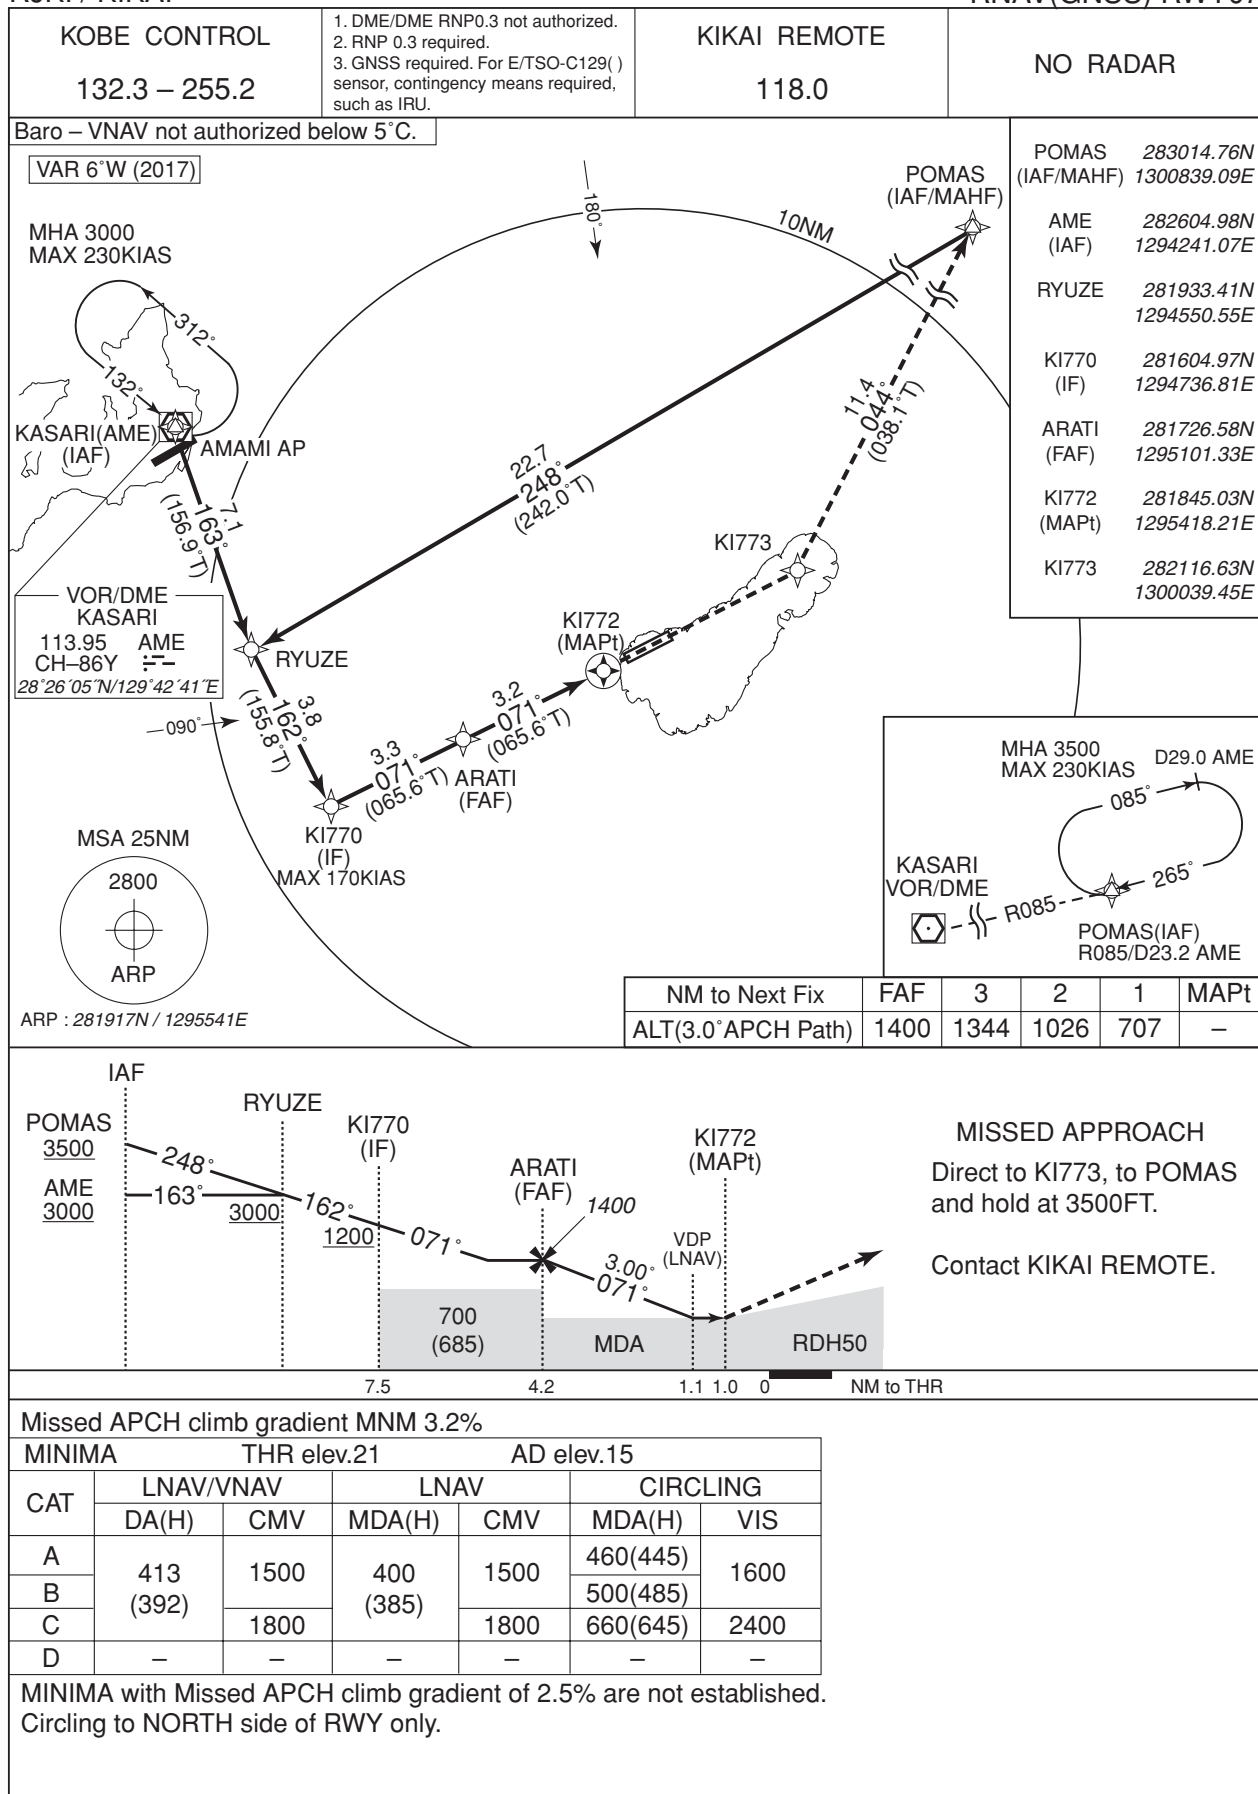 RNAV(GNSS) RWY07
KOBE CONTROL
132.3 – 255.2
1. DME/DME RNP0.3 not authorized.
2. RNP 0.3 required.
3. GNSS required. For E/TSO-C129( )
sensor, contingency means required,
such as IRU.
KIKAI REMOTE
118.0
NO RADAR
Baro – VNAV not authorized below 5˚C.
VAR 6˚W (2017)
POMAS 283014.76N
(IAF/MAHF) 1300839.09E
AME 282604.98N
(IAF) 1294241.07E
RYUZE 281933.41N
1294550.55E
KI770 281604.97N
(IF) 1294736.81E
ARATI 281726.58N
(FAF) 1295101.33E
KI772 281845.03N
(MAPt) 1295418.21E
KI773 282116.63N
1300039.45E
180˚
10NM
POMAS
(IAF/MAHF)
MHA 3000
MAX 230KIAS
312˚
132˚
KASARI(AME)
(IAF)
AMAMI AP
7.1
163˚
(156.9˚T)
22.7
248˚
(242.0˚T)
11.4
044˚
(038.1˚T)
KI773
KI772
(MAPt)
VOR/DME
KASARI
113.95 AME
CH–86Y
28˚26´05˝N/129˚42´41˝E
RYUZE
090˚
3.8
162˚
(155.8˚T)
3.3
071˚
(065.6˚T)
3.2
071˚
(065.6˚T)
ARATI
(FAF)
KI770
(IF)
MAX 170KIAS
MSA 25NM
2800
ARP
ARP : 281917N / 1295541E
MHA 3500
MAX 230KIAS
D29.0 AME
085˚
265˚
KASARI
VOR/DME
R085
POMAS(IAF)
R085/D23.2 AME
NM to Next Fix FAF 3 2 1 MAPt
ALT(3.0˚APCH Path) 1400 1344 1026 707 –
IAF
POMAS
3500
AME
3000
248˚
163˚
RYUZE
3000
162˚
KI770
(IF)
1200
071˚
ARATI
(FAF)
1400
3.00˚
071˚
VDP
(LNAV)
KI772
(MAPt)
700
(685)
MDA
RDH50
7.5 4.2 1.1 1.0 0 NM to THR
MISSED APPROACH
Direct to KI773, to POMAS
and hold at 3500FT.
Contact KIKAI REMOTE.
Missed APCH climb gradient MNM 3.2%
MINIMA THR elev.21 AD elev.15
CAT LNAV/VNAV LNAV CIRCLING
DA(H) CMV MDA(H) CMV MDA(H) VIS
A 413 (392) 1500 400 (385) 1500 460(445) 1600
B 500(485)
C 1800 1800 660(645) 2400
D – – – – – –
MINIMA with Missed APCH climb gradient of 2.5% are not established.
Circling to NORTH side of RWY only.